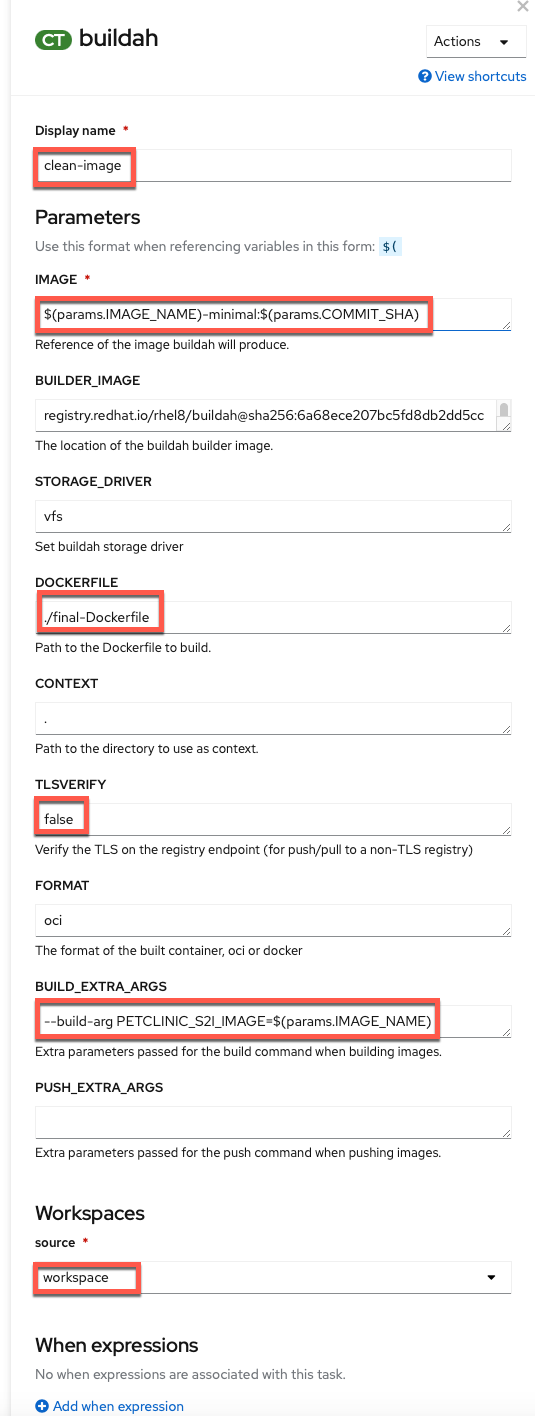 CT buildah
Actions
View shortcuts
Display name *
clean-image
Parameters
Use this format when referencing variables in this form: $(
IMAGE *
$(params.IMAGE_NAME)-minimal:$(params.COMMIT_SHA)
Reference of the image buildah will produce.
BUILDER_IMAGE
registry.redhat.io/rhel8/buildah@sha256:6a68ece207bc5fd8db2dd5cc
The location of the buildah builder image.
STORAGE_DRIVER
vfs
Set buildah storage driver
DOCKERFILE
./final-Dockerfile
Path to the Dockerfile to build.
CONTEXT
.
Path to the directory to use as context.
TLSVERIFY
false
Verify the TLS on the registry endpoint (for push/pull to a non-TLS registry)
FORMAT
oci
The format of the built container, oci or docker
BUILD_EXTRA_ARGS
--build-arg PETCLINIC_S2I_IMAGE=$(params.IMAGE_NAME)
Extra parameters passed for the build command when building images.
PUSH_EXTRA_ARGS
Extra parameters passed for the push command when pushing images.
Workspaces
source *
workspace
When expressions
No when expressions are associated with this task.
Add when expression